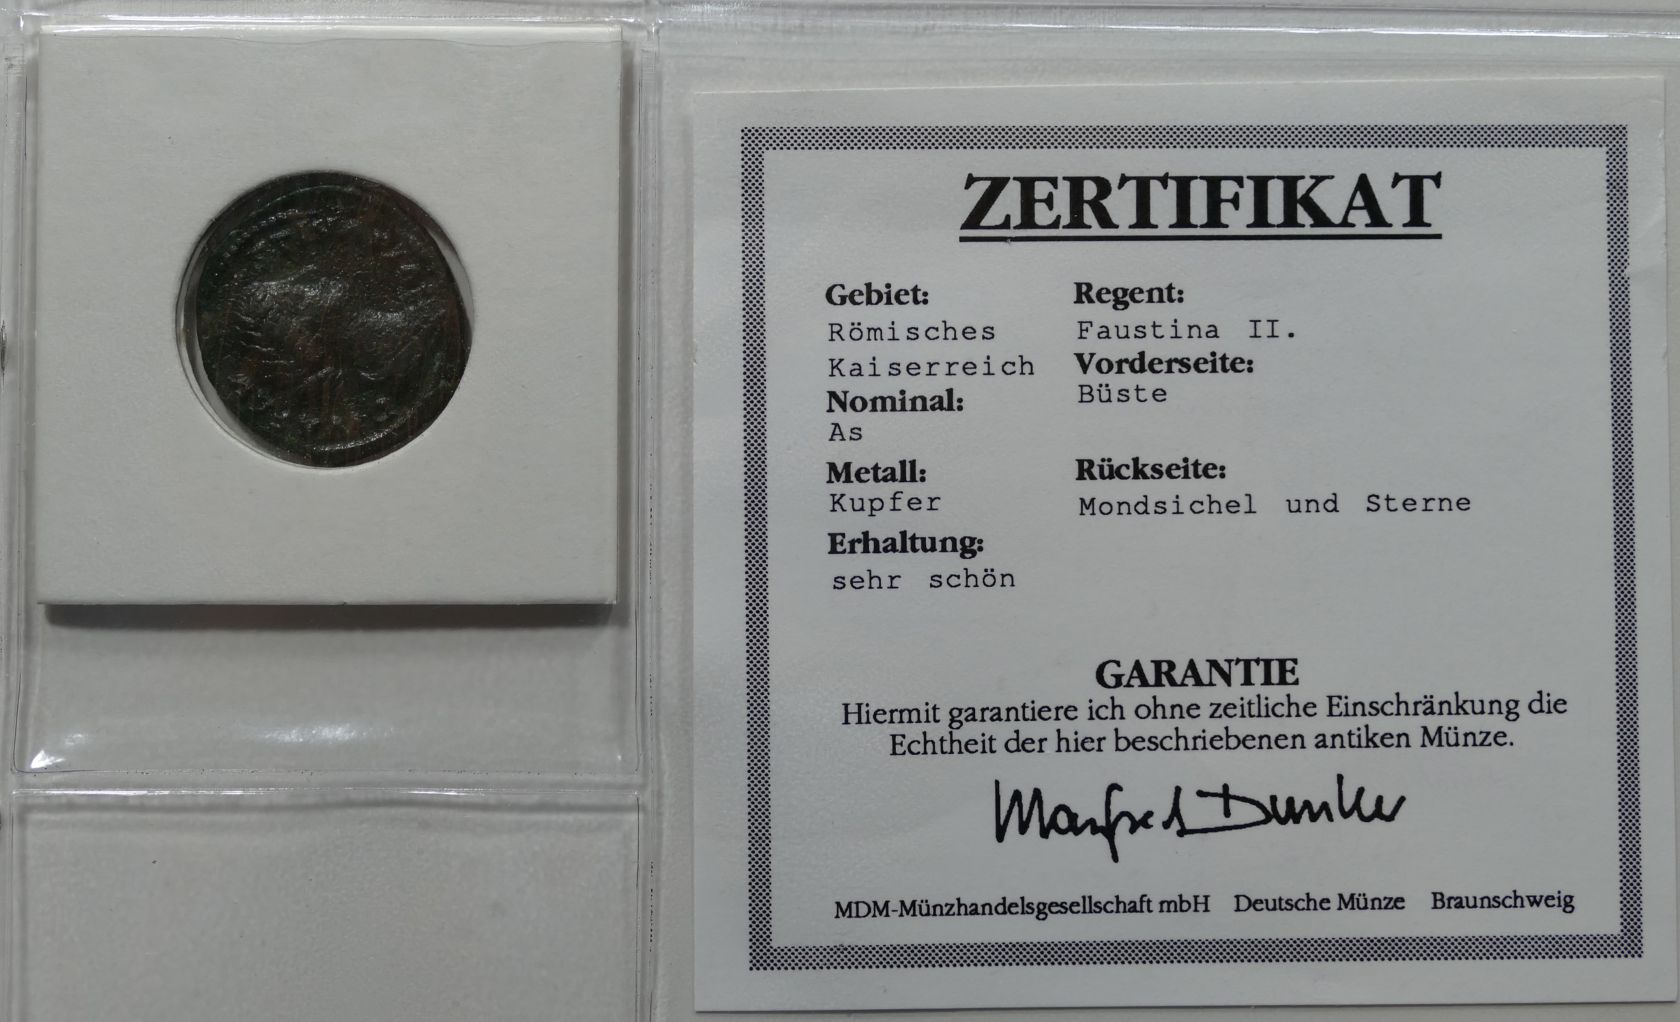 ZERTIFIKAT
Gebiet:
Römisches
Kaiserreich
Nominal:
As
Metall:
Kupfer
Erhaltung:
sehr schön
Regent:
Faustina II.
Vorderseite:
Büste
Rückseite:
Mondsichel und Sterne
GARANTIE
Hiermit garantiere ich ohne zeitliche Einschränkung die
Echtheit der hier beschriebenen antiken Münze.
Manfred Dunker
MDM-Münzhandelsgesellschaft mbH Deutsche Münze Braunschweig